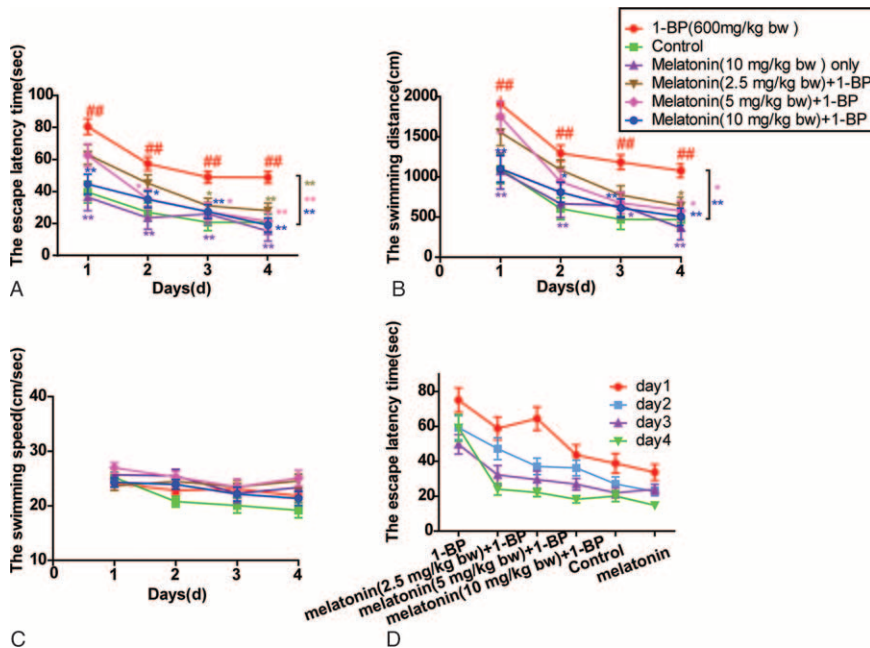 1-BP(600mg/kg bw )
Control
Melatonin(10 mg/kg bw ) only
Melatonin(2.5 mg/kg bw)+1-BP
Melatonin(5 mg/kg bw)+1-BP
Melatonin(10 mg/kg bw)+1-BP
The escape latency time(sec)
100
80
60
40
20
0
##
##
##
##
**
**
*
*
**
*
**
*
**
**
**
**
**
**
**
**
1
2
3
4
Days(d)
A
The swimming distance(cm)
2000
1500
1000
500
0
##
##
##
##
**
**
*
**
**
*
*
*
**
**
*
**
0
1
2
3
4
Days(d)
B
The swimming speed(cm/sec)
40
30
20
10
0
1
2
3
4
Days(d)
C
The escape latency time(sec)
80
60
40
20
0
day1
day2
day3
day4
1-BP
melatonin(2.5 mg/kg bw)+1-BP
melatonin(5 mg/kg bw)+1-BP
melatonin(10 mg/kg bw)+1-BP
Control
melatonin
D